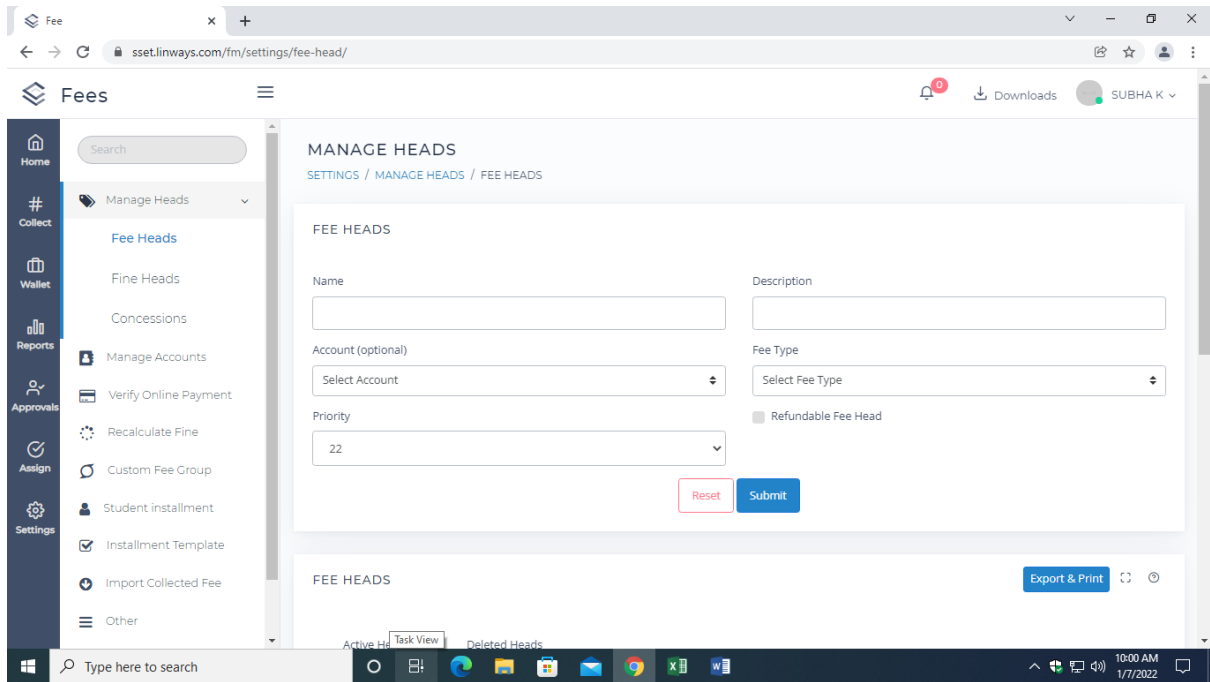 Fee
sset.linways.com/fm/settings/fee-head/
Fees
0
Downloads
SUBHA K
Home
Collect
Wallet
Reports
Approvals
Assign
Settings
Search
Manage Heads
Fee Heads
Fine Heads
Concessions
Manage Accounts
Verify Online Payment
Recalculate Fine
Custom Fee Group
Student installment
Installment Template
Import Collected Fee
Other
MANAGE HEADS
SETTINGS / MANAGE HEADS / FEE HEADS
FEE HEADS
Name
Description
Account (optional)
Fee Type
Select Account
Select Fee Type
Priority
Refundable Fee Head
22
Reset
Submit
FEE HEADS
Export & Print
Active He
Deleted Heads
Task View
Type here to search
10:00 AM
1/7/2022